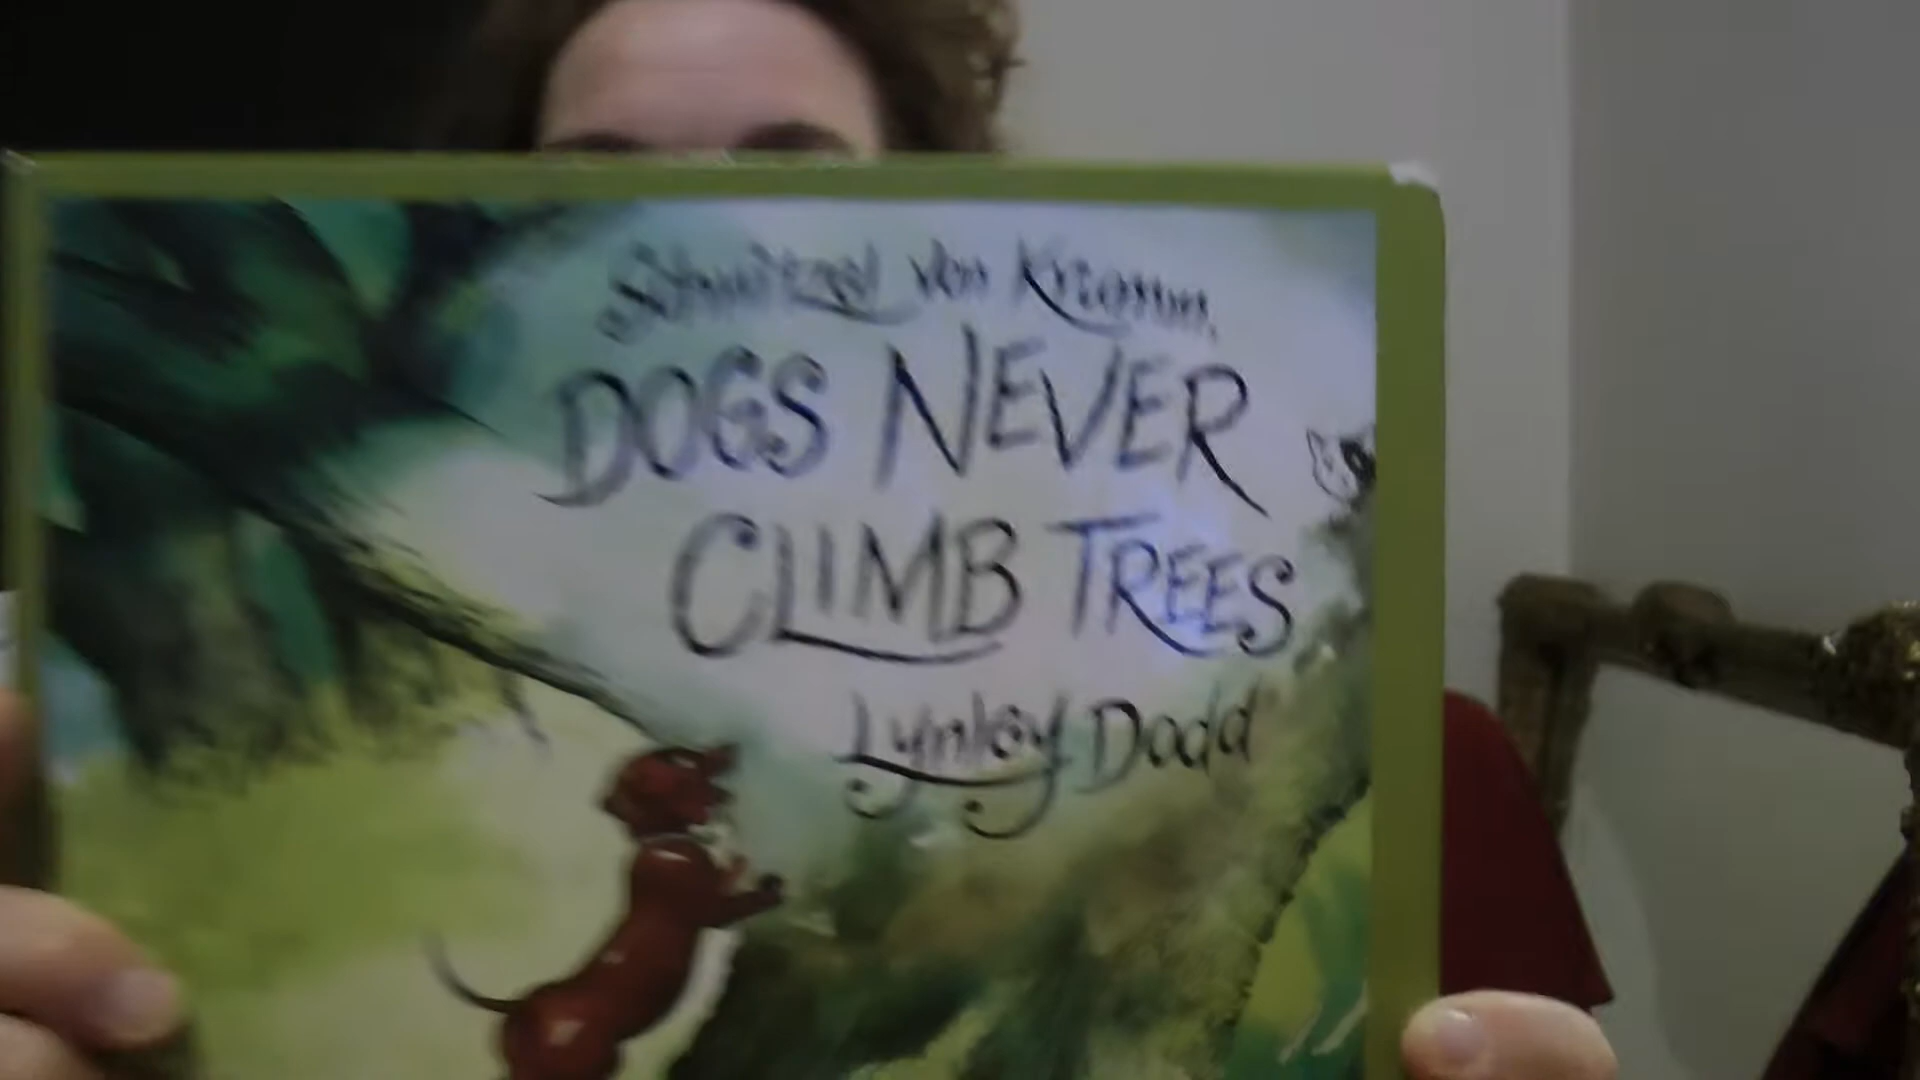 Schnitzel von Krumm,
DOGS NEVER
CLIMB TREES
Lynley Dodd